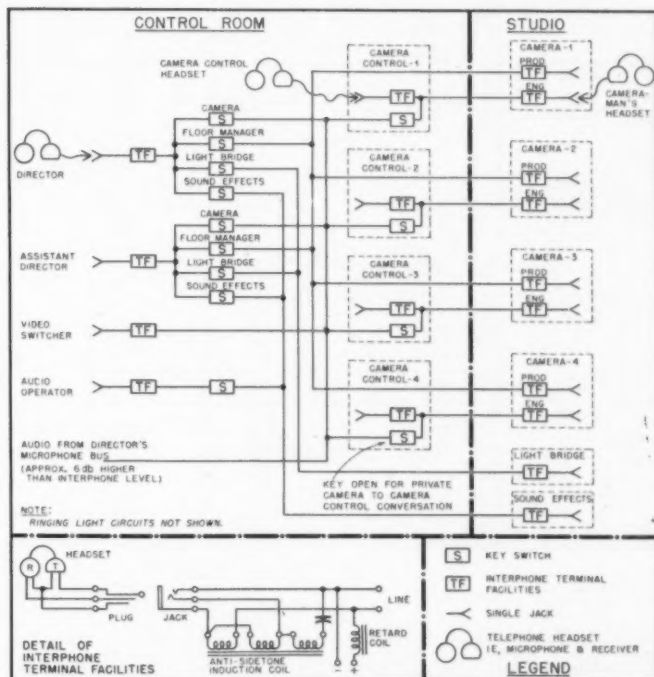 CONTROL ROOM
STUDIO
CAMERA CONTROL
HEADSET
CAMERA
CONTROL-1
TF
S
CAMERA-1
PROD
TF
ENG
TF
CAMERA-
MAN'S
HEADSET
DIRECTOR
TF
CAMERA
S
FLOOR MANAGER
S
LIGHT BRIDGE
S
SOUND EFFECTS
S
CAMERA
CONTROL-2
TF
S
CAMERA-2
PROD
TF
ENG
TF
ASSISTANT
DIRECTOR
TF
CAMERA
S
FLOOR MANAGER
S
LIGHT BRIDGE
S
SOUND EFFECTS
S
CAMERA
CONTROL-3
TF
S
CAMERA-3
PROD
TF
ENG
TF
VIDEO
SWITCHER
TF
AUDIO
OPERATOR
TF
S
CAMERA
CONTROL-4
TF
S
CAMERA-4
PROD
TF
ENG
TF
AUDIO FROM DIRECTOR'S
MICROPHONE BUS
(APPROX. 6 db HIGHER
THAN INTERPHONE LEVEL)
KEY OPEN FOR PRIVATE
CAMERA TO CAMERA
CONTROL CONVERSATION
LIGHT BRIDGE
TF
SOUND EFFECTS
TF
NOTE:
RINGING LIGHT CIRCUITS NOT SHOWN.
HEADSET
R
T
PLUG
JACK
LINE
RETARD
COIL
- +
ANTI-SIDETONE
INDUCTION COIL
DETAIL OF
INTERPHONE
TERMINAL FACILITIES
S KEY SWITCH
TF INTERPHONE TERMINAL
FACILITIES
SINGLE JACK
TELEPHONE HEADSET
IE, MICROPHONE & RECEIVER
LEGEND